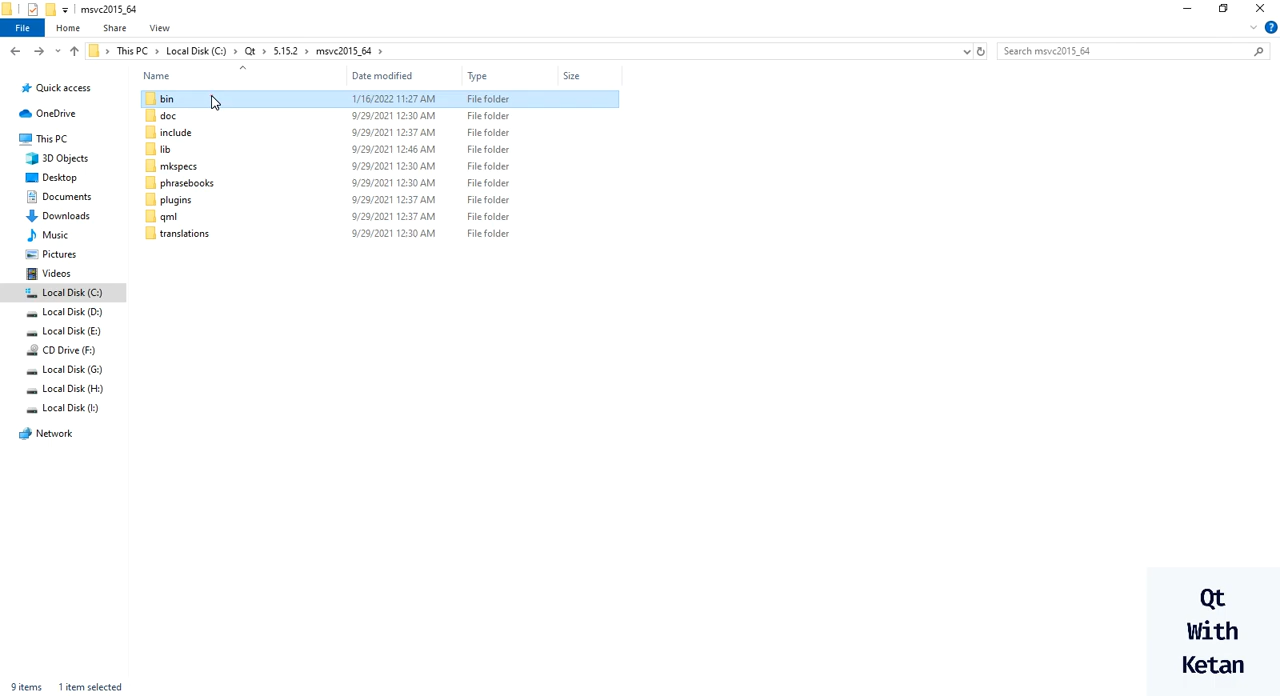 msvc2015_64
File Home Share View
This PC Local Disk (C:) Qt 5.15.2 msvc2015_64
Search msvc2015_64
Name Date modified Type Size
bin 1/16/2022 11:27 AM File folder
doc 9/29/2021 12:30 AM File folder
include 9/29/2021 12:37 AM File folder
lib 9/29/2021 12:46 AM File folder
mkspecs 9/29/2021 12:30 AM File folder
phrasebooks 9/29/2021 12:30 AM File folder
plugins 9/29/2021 12:37 AM File folder
qml 9/29/2021 12:37 AM File folder
translations 9/29/2021 12:30 AM File folder
Quick access
OneDrive
This PC
3D Objects
Desktop
Documents
Downloads
Music
Pictures
Videos
Local Disk (C:)
Local Disk (D:)
Local Disk (E:)
CD Drive (F:)
Local Disk (G:)
Local Disk (H:)
Local Disk (I:)
Network
Qt
With
Ketan
9 items 1 item selected